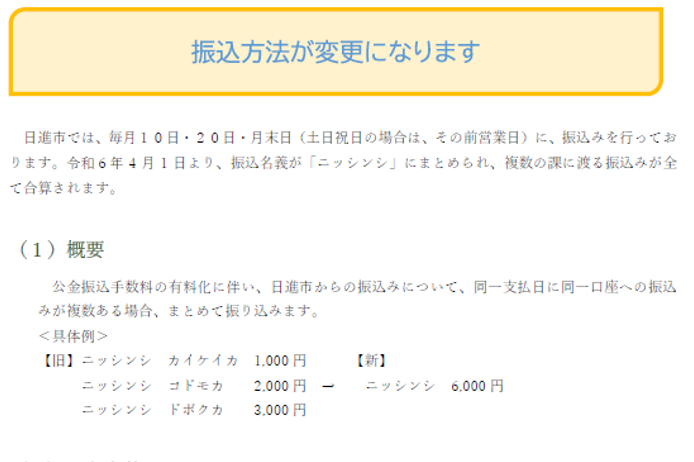 振込方法が変更になります
日進市では、毎月１０日・２０日・月末日（土日祝日の場合は、その前営業日）に、振込みを行ってお
ります。令和６年４月１日より、振込名義が「ニッシンシ」にまとめられ、複数の課に渡る振込みが全
て合算されます。
（１）概要
公金振込手数料の有料化に伴い、日進市からの振込みについて、同一支払日に同一口座への振込
みが複数ある場合、まとめて振り込みます。
＜具体例＞
【旧】ニッシンシ　カイケイカ　1,000 円　　　【新】
ニッシンシ　コドモカ　2,000 円　→　ニッシンシ　6,000 円
ニッシンシ　ドボクカ　3,000 円